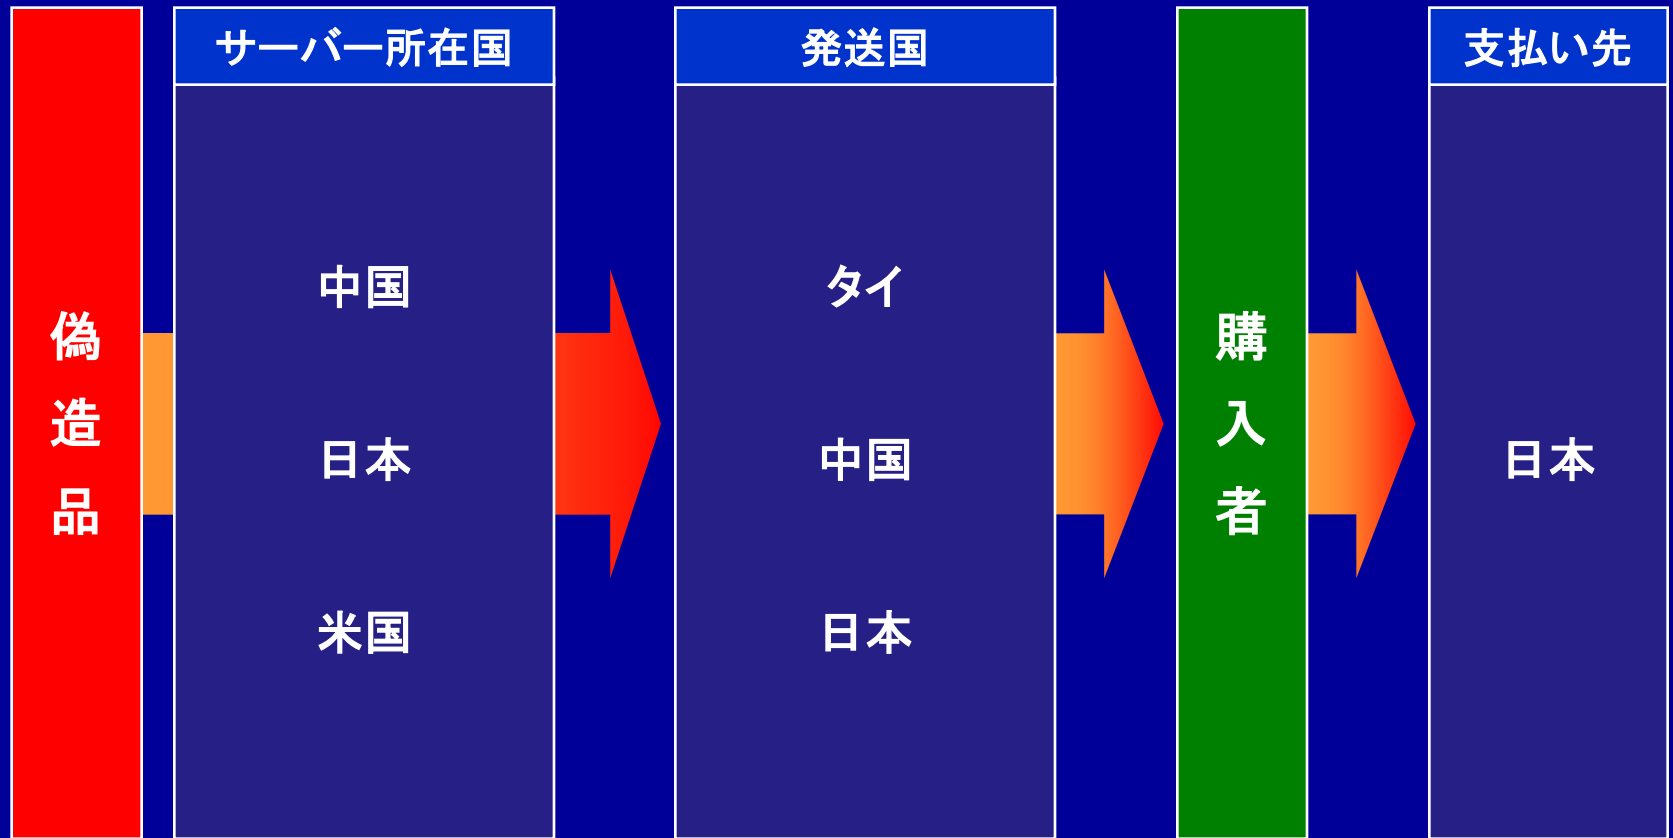 偽造品
サーバー所在国
中国
日本
米国
発送国
タイ
中国
日本
購入者
支払い先
日本